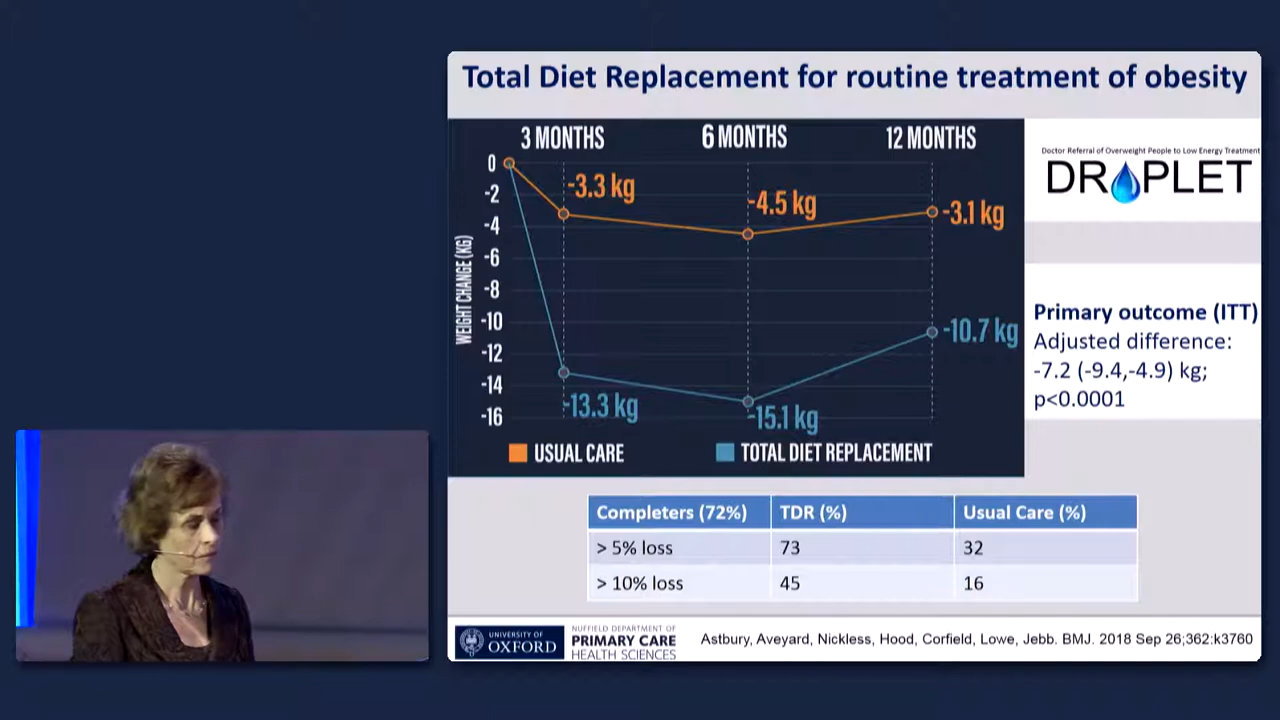 Total Diet Replacement for routine treatment of obesity
3 MONTHS 6 MONTHS 12 MONTHS
0
-2
-4
-6
-8
-10
-12
-14
-16
WEIGHT CHANGE (KG)
-3.3 kg
-4.5 kg
-3.1 kg
-13.3 kg
-15.1 kg
-10.7 kg
USUAL CARE
TOTAL DIET REPLACEMENT
Doctor Referral of Overweight People to Low Energy Treatment
DROPLET
Primary outcome (ITT)
Adjusted difference:
-7.2 (-9.4,-4.9) kg;
p<0.0001
Completers (72%) TDR (%) Usual Care (%)
> 5% loss 73 32
> 10% loss 45 16
UNIVERSITY OF
OXFORD
NUFFIELD DEPARTMENT OF
PRIMARY CARE
HEALTH SCIENCES
Astbury, Aveyard, Nickless, Hood, Corfield, Lowe, Jebb. BMJ. 2018 Sep 26;362:k3760